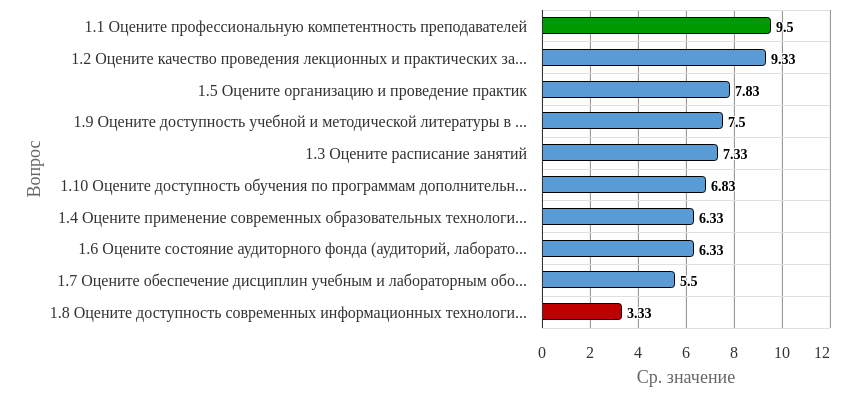 1.1 Оцените профессиональную компетентность преподавателей
9.5
1.2 Оцените качество проведения лекционных и практических за...
9.33
1.5 Оцените организацию и проведение практик
7.83
1.9 Оцените доступность учебной и методической литературы в ...
7.5
1.3 Оцените расписание занятий
7.33
1.10 Оцените доступность обучения по программам дополнительн...
6.83
1.4 Оцените применение современных образовательных технологи...
6.33
1.6 Оцените состояние аудиторного фонда (аудиторий, лаборато...
6.33
1.7 Оцените обеспечение дисциплин учебным и лабораторным обо...
5.5
1.8 Оцените доступность современных информационных технологи...
3.33
Вопрос
0 2 4 6 8 10 12
Ср. значение